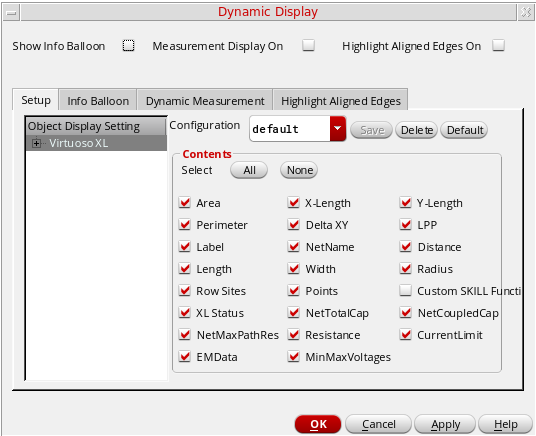 Dynamic Display
Show Info Balloon Measurement Display On Highlight Aligned Edges On
Setup Info Balloon Dynamic Measurement Highlight Aligned Edges
Object Display Setting
Virtuoso XL
Configuration default Save Delete Default
Contents
Select All None
Area X-Length Y-Length
Perimeter Delta XY LPP
Label NetName Distance
Length Width Radius
Row Sites Points Custom SKILL Functi
XL Status NetTotalCap NetCoupledCap
NetMaxPathRes Resistance CurrentLimit
EMData MinMaxVoltages
OK Cancel Apply Help